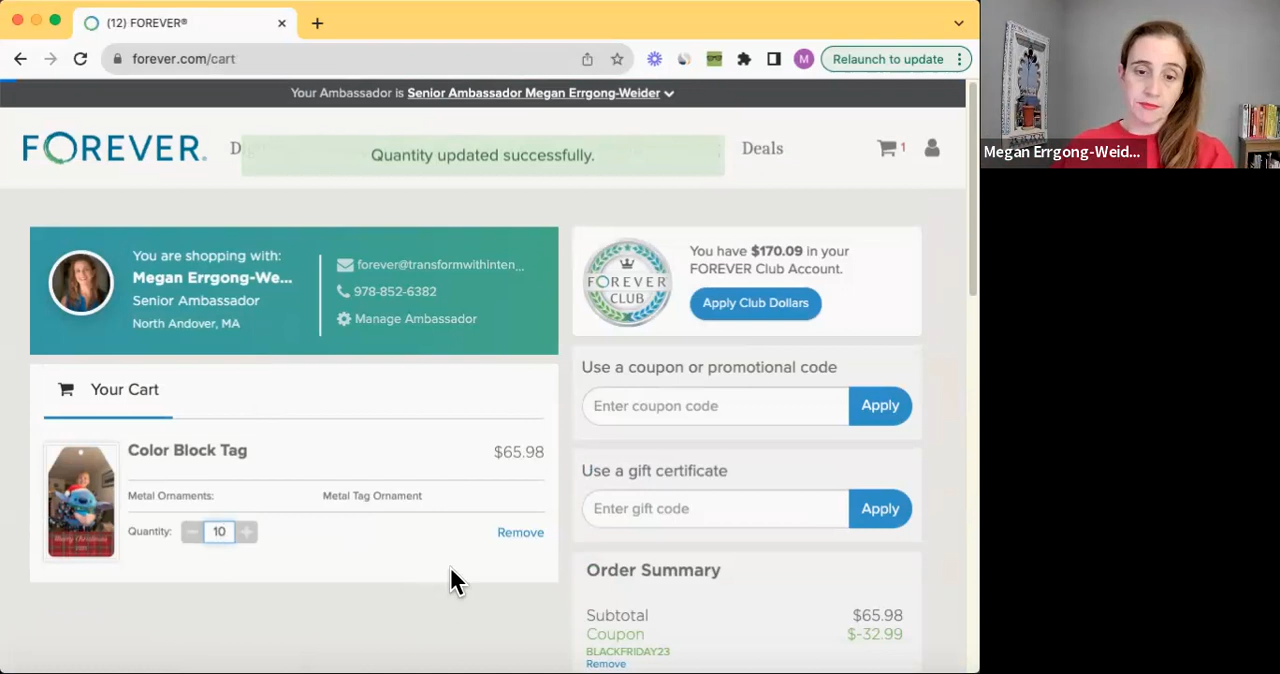 (12) FOREVER®
forever.com/cart
M
Relaunch to update
Your Ambassador is Senior Ambassador Megan Errgong-Weider
FOREVER.
Quantity updated successfully.
Deals
1
You are shopping with:
Megan Errgong-We...
Senior Ambassador
North Andover, MA
forever@transformwithinten...
978-852-6382
Manage Ambassador
FOREVER
CLUB
You have $170.09 in your
FOREVER Club Account.
Apply Club Dollars
Your Cart
Color Block Tag
$65.98
Metal Ornaments:
Metal Tag Ornament
Quantity:
10
Remove
Merry Christmas
Use a coupon or promotional code
Enter coupon code
Apply
Use a gift certificate
Enter gift code
Apply
Order Summary
Subtotal
$65.98
Coupon
$-32.99
BLACKFRIDAY23
Remove
Megan Errgong-Weid...